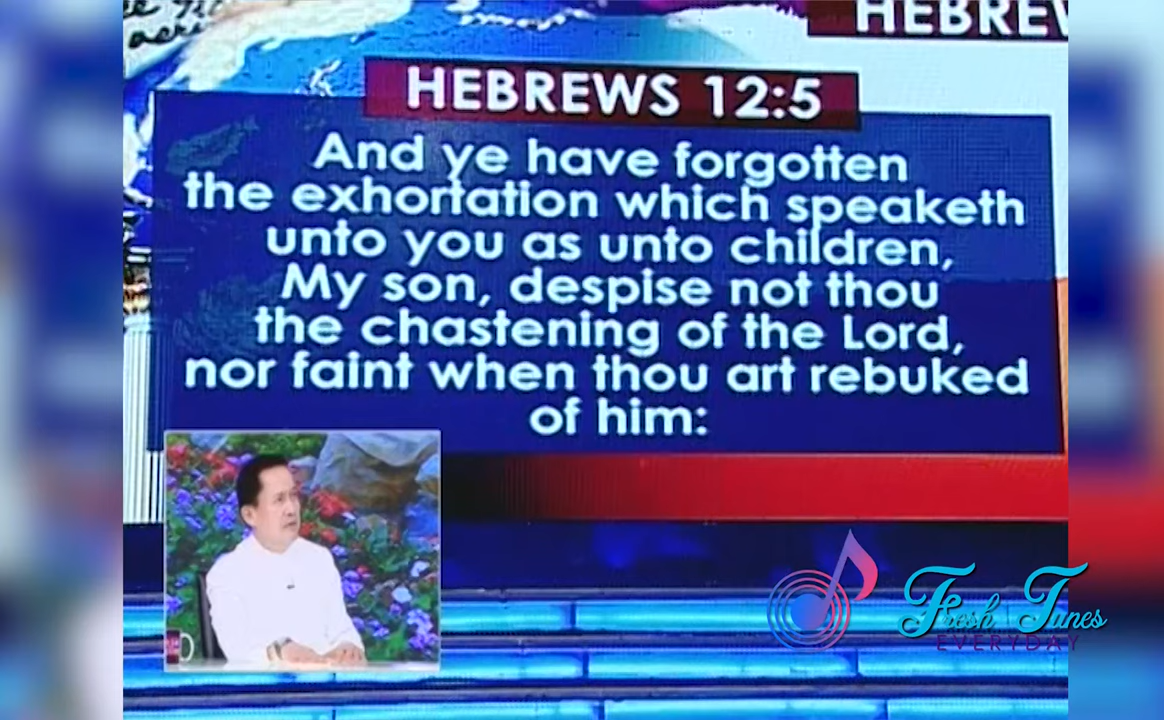 HEBREW
HEBREWS 12:5
And ye have forgotten
the exhortation which speaketh
unto you as unto children,
My son, despise not thou
the chastening of the Lord,
nor faint when thou art rebuked
of him:
Fresh Tunes
EVERYDAY